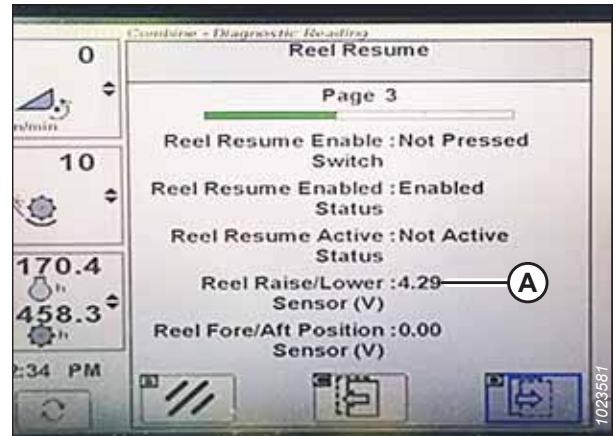 Combine - Diagnostic Reading
Reel Resume
Page 3
Reel Resume Enable :Not Pressed
Switch
Reel Resume Enabled :Enabled
Status
Reel Resume Active :Not Active
Status
Reel Raise/Lower :4.29
Sensor (V)
Reel Fore/Aft Position :0.00
Sensor (V)
0
10
170.4
h
458.3
h
:34 PM
A
1023581